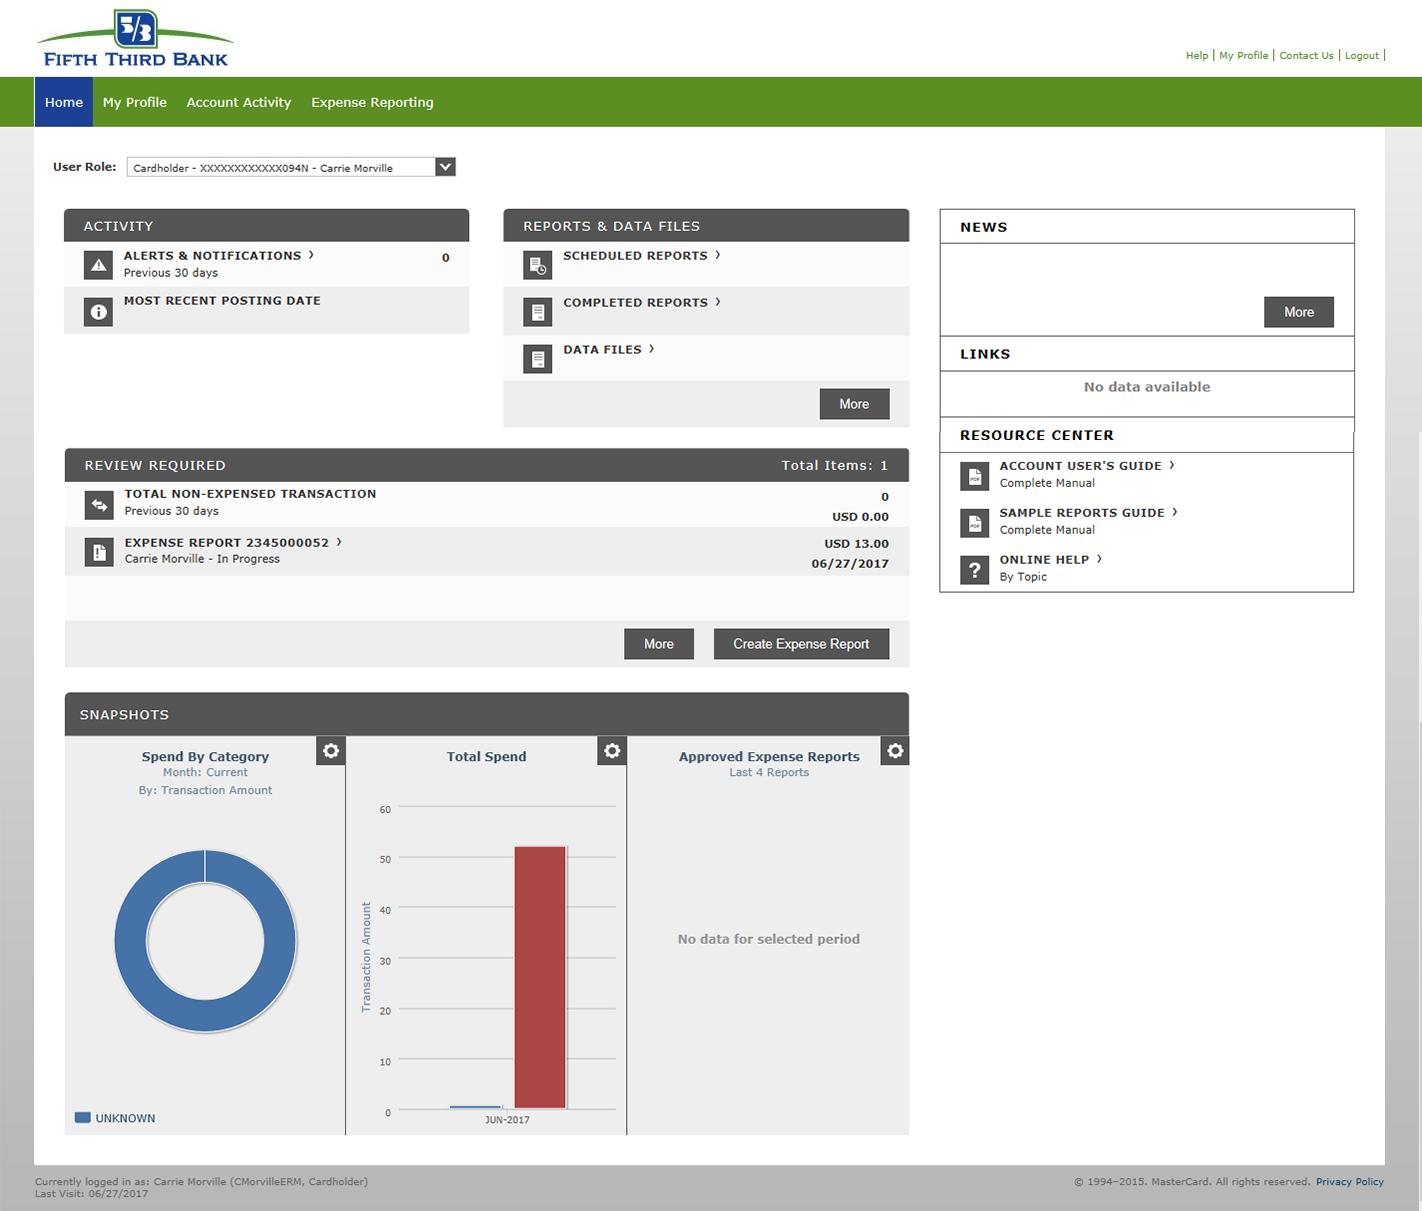 5/3
FIFTH THIRD BANK
Help | My Profile | Contact Us | Logout |
Home My Profile Account Activity Expense Reporting
User Role: Cardholder - XXXXXXXXXXXX094N - Carrie Morville
ACTIVITY
ALERTS & NOTIFICATIONS › 0
Previous 30 days
MOST RECENT POSTING DATE
REPORTS & DATA FILES
SCHEDULED REPORTS ›
COMPLETED REPORTS ›
DATA FILES ›
More
NEWS
More
LINKS
No data available
RESOURCE CENTER
PDF
ACCOUNT USER'S GUIDE ›
Complete Manual
PDF
SAMPLE REPORTS GUIDE ›
Complete Manual
? ONLINE HELP ›
By Topic
REVIEW REQUIRED Total Items: 1
TOTAL NON-EXPENSED TRANSACTION 0
Previous 30 days USD 0.00
EXPENSE REPORT 2345000052 › USD 13.00
Carrie Morville - In Progress 06/27/2017
More Create Expense Report
SNAPSHOTS
Spend By Category
Month: Current
By: Transaction Amount
UNKNOWN
Total Spend
Transaction Amount
60
50
40
30
20
10
0
JUN-2017
Approved Expense Reports
Last 4 Reports
No data for selected period
Currently logged in as: Carrie Morville (CMorvilleERM, Cardholder)
Last Visit: 06/27/2017
© 1994–2015. MasterCard. All rights reserved. Privacy Policy